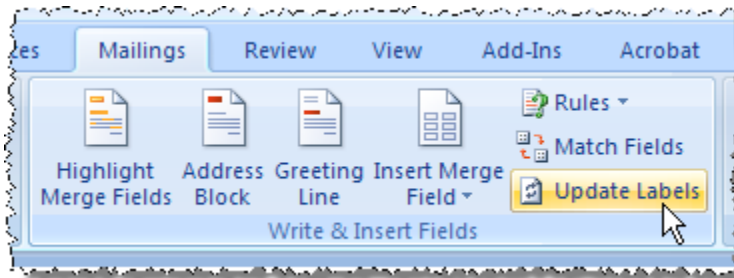 Mailings Review View Add-Ins Acrobat
Highlight Merge Fields
Address Block
Greeting Line
Insert Merge Field
Rules
Match Fields
Update Labels
Write & Insert Fields